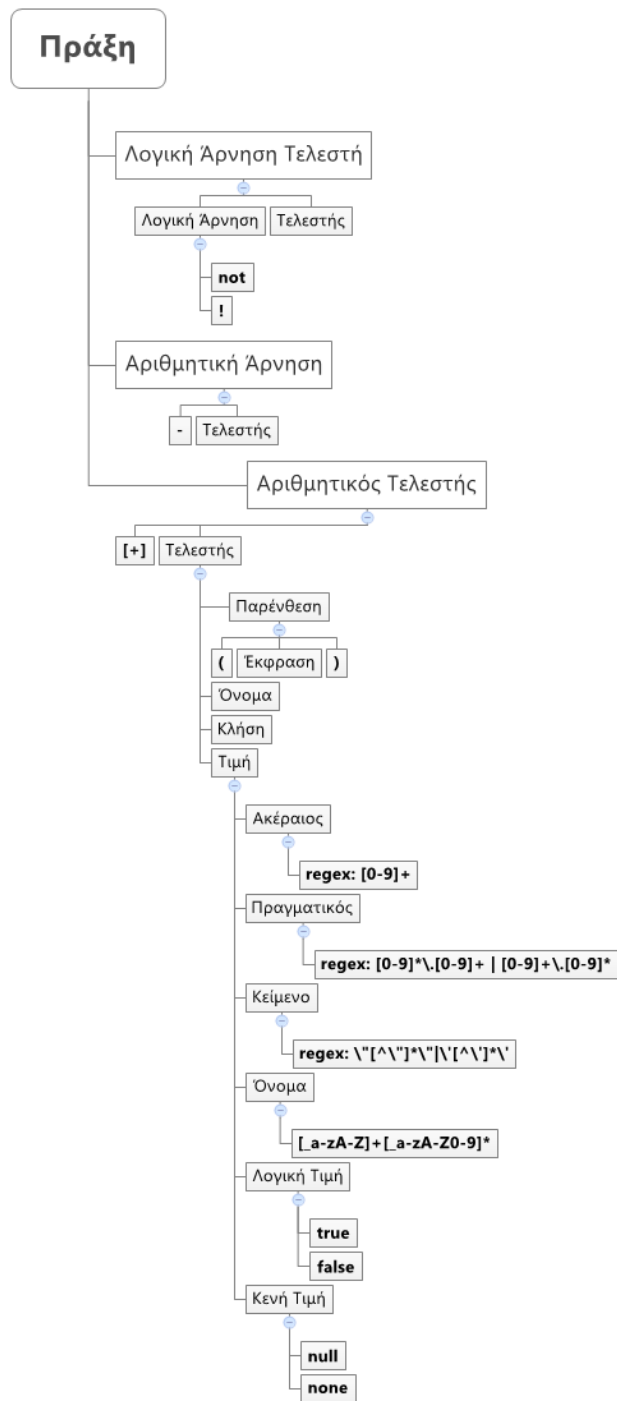 Πράξη
Λογική Άρνηση Τελεστή
Λογική Άρνηση Τελεστής
not
!
Αριθμητική Άρνηση
- Τελεστής
Αριθμητικός Τελεστής
[+] Τελεστής
Παρένθεση
( Έκφραση )
Όνομα
Κλήση
Τιμή
Ακέραιος
regex: [0-9]+
Πραγματικός
regex: [0-9]*\.[0-9]+ | [0-9]+\.[0-9]*
Κείμενο
regex: \"[^\"]*\"|\'[^\']*\'
Όνομα
[_a-zA-Z]+[_a-zA-Z0-9]*
Λογική Τιμή
true
false
Κενή Τιμή
null
none